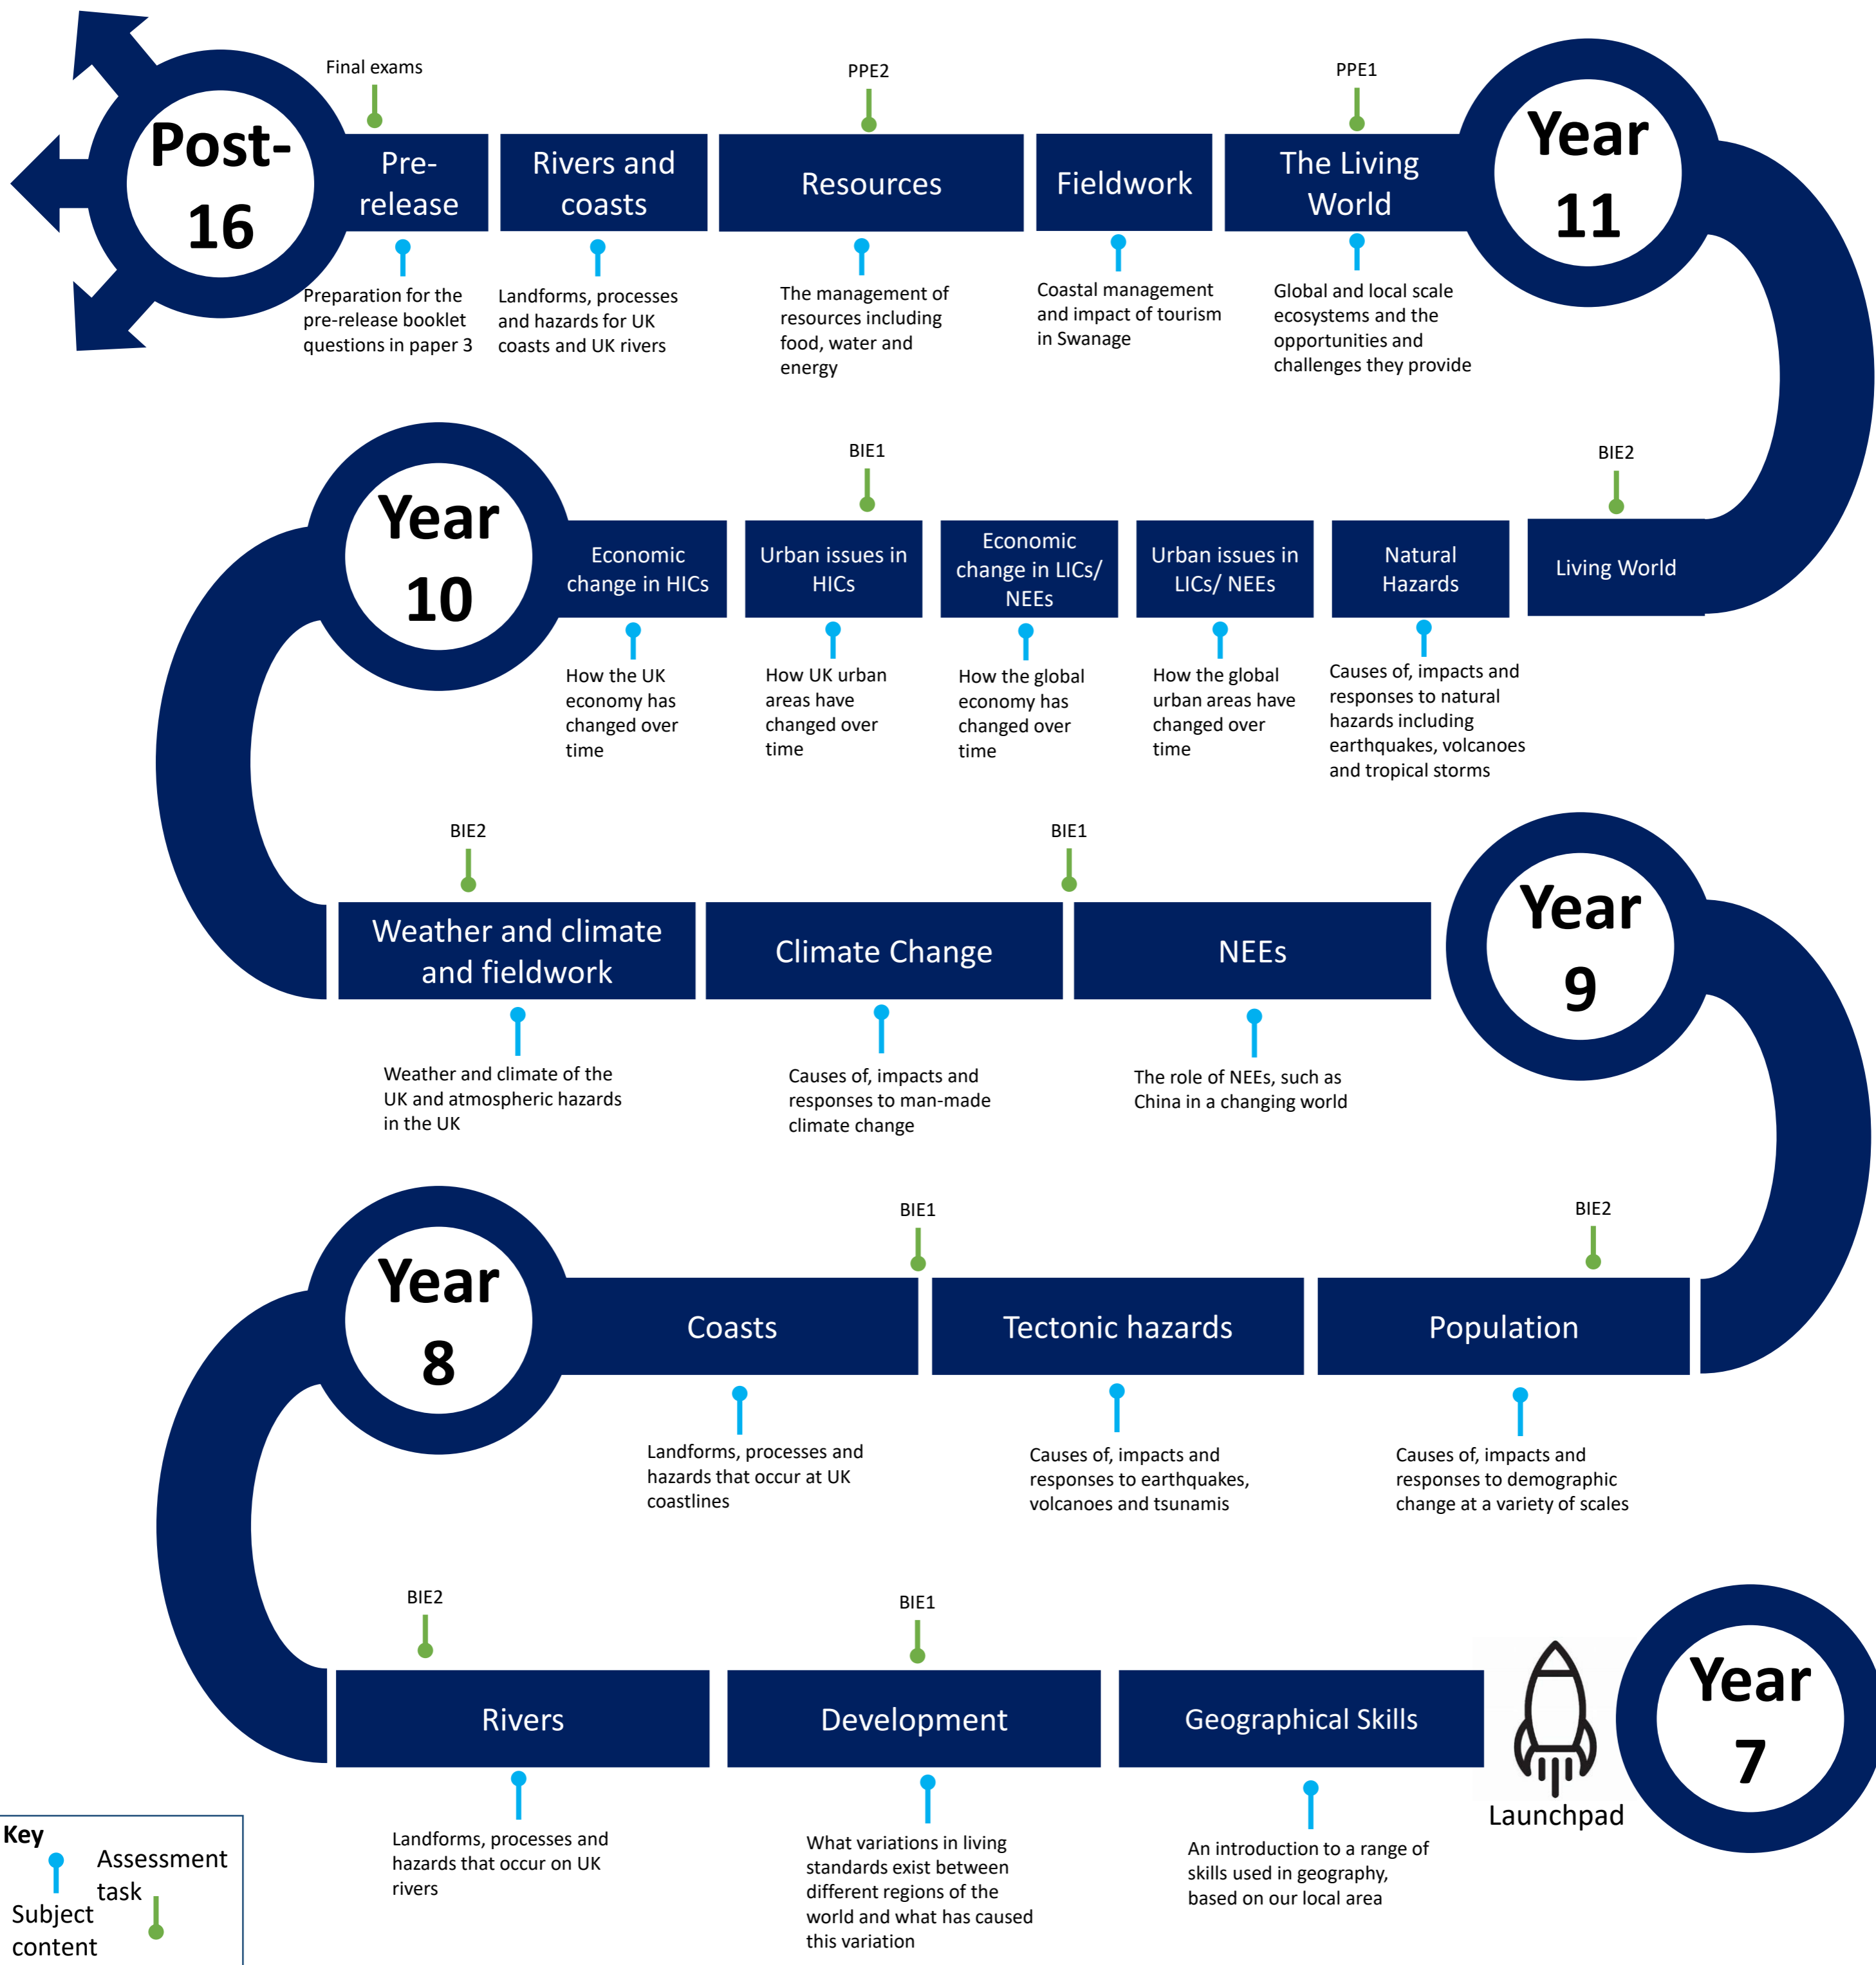 Final exams
PPE2
PPE1
Post-
16
Pre-
release
Rivers and
coasts
Resources
Fieldwork
The Living
World
Year
11
Preparation for the
pre-release booklet
questions in paper 3
Landforms, processes
and hazards for UK
coasts and UK rivers
The management of
resources including
food, water and
energy
Coastal management
and impact of tourism
in Swanage
Global and local scale
ecosystems and the
opportunities and
challenges they provide
BIE1
BIE2
Year
10
Economic
change in HICs
Urban issues in
HICs
Economic
change in LICs/
NEEs
Urban issues in
LICs/ NEEs
Natural
Hazards
Living World
How the UK
economy has
changed over
time
How UK urban
areas have
changed over
time
How the global
economy has
changed over
time
How the global
urban areas have
changed over
time
Causes of, impacts and
responses to natural
hazards including
earthquakes, volcanoes
and tropical storms
BIE2
BIE1
Weather and climate
and fieldwork
Climate Change
NEEs
Year
9
Weather and climate of the
UK and atmospheric hazards
in the UK
Causes of, impacts and
responses to man-made
climate change
The role of NEEs, such as
China in a changing world
BIE1
BIE2
Year
8
Coasts
Tectonic hazards
Population
Landforms, processes and
hazards that occur at UK
coastlines
Causes of, impacts and
responses to earthquakes,
volcanoes and tsunamis
Causes of, impacts and
responses to demographic
change at a variety of scales
BIE2
BIE1
Rivers
Development
Geographical Skills
Launchpad
Year
7
Landforms, processes and
hazards that occur on UK
rivers
What variations in living
standards exist between
different regions of the
world and what has caused
this variation
An introduction to a range of
skills used in geography,
based on our local area
Key
Assessment
task
Subject
content